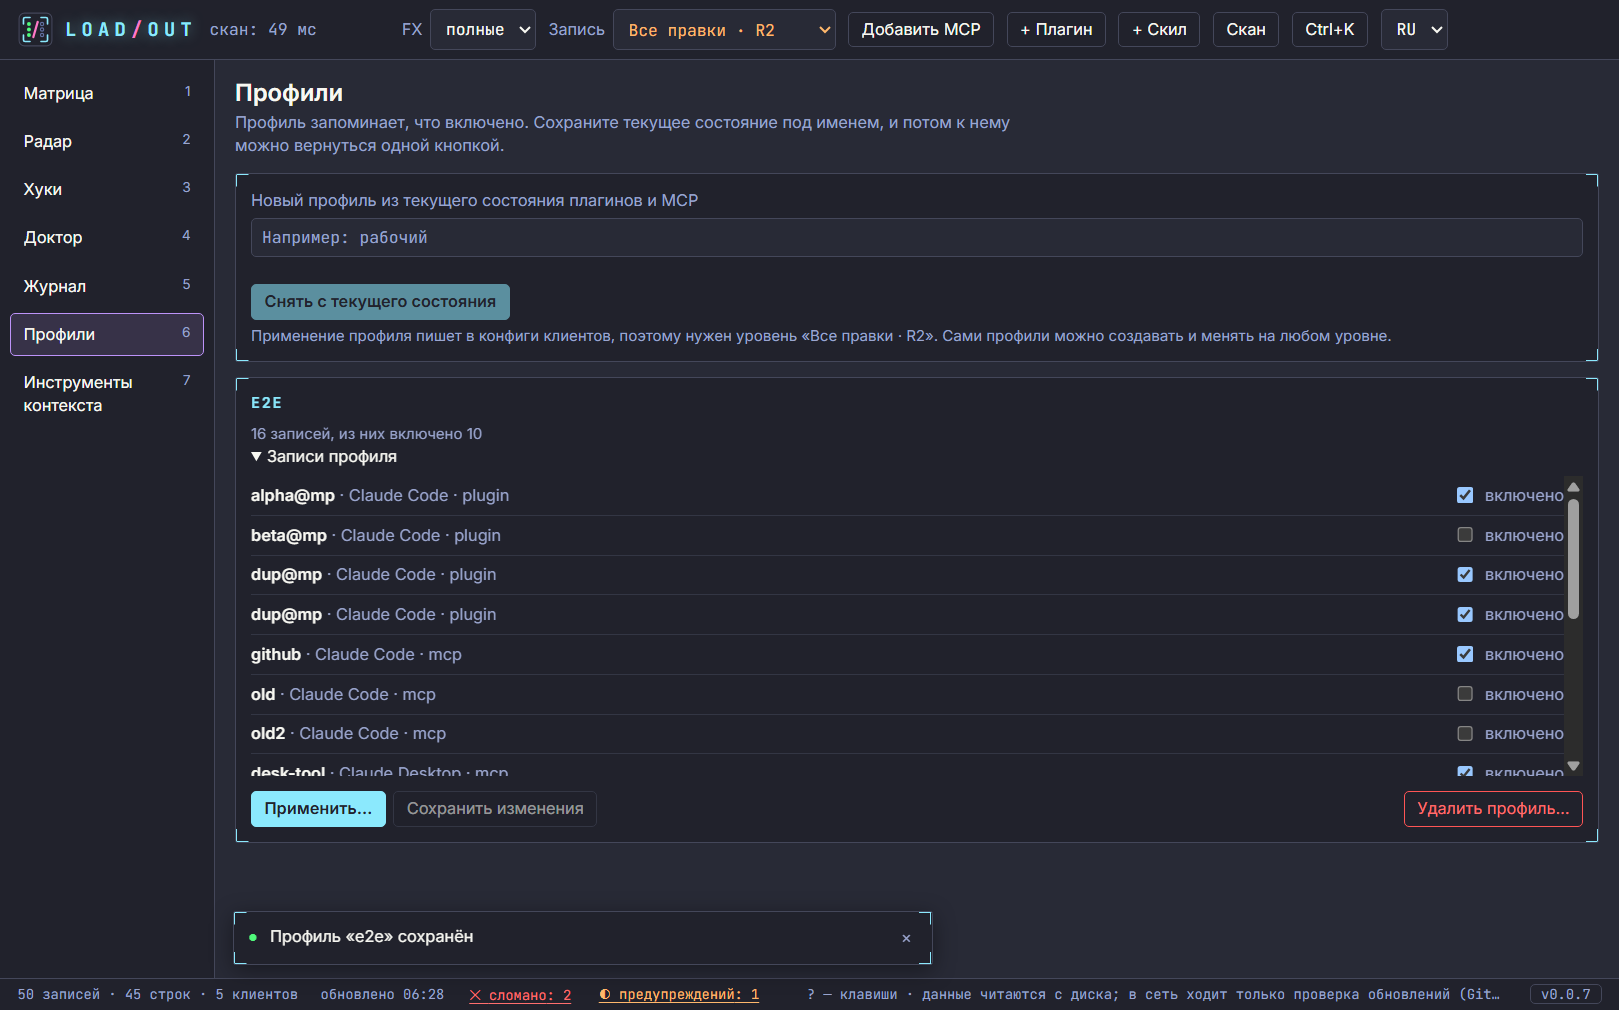 LOAD/OUT скан: 49 мс FX полные Запись Все правки · R2 Добавить MCP + Плагин + Скил Скан Ctrl+K RU
Матрица 1
Радар 2
Хуки 3
Доктор 4
Журнал 5
Профили 6
Инструменты контекста 7
Профили
Профиль запоминает, что включено. Сохраните текущее состояние под именем, и потом к нему
можно вернуться одной кнопкой.
Новый профиль из текущего состояния плагинов и MCP
Например: рабочий
Снять с текущего состояния
Применение профиля пишет в конфиги клиентов, поэтому нужен уровень «Все правки · R2». Сами профили можно создавать и менять на любом уровне.
E2E
16 записей, из них включено 10
▼ Записи профиля
alpha@mp · Claude Code · plugin включено
beta@mp · Claude Code · plugin включено
dup@mp · Claude Code · plugin включено
dup@mp · Claude Code · plugin включено
github · Claude Code · mcp включено
old · Claude Code · mcp включено
old2 · Claude Code · mcp включено
desk-tool · Claude Desktop · mcp включено
Применить... Сохранить изменения Удалить профиль...
Профиль «e2e» сохранён ×
50 записей · 45 строк · 5 клиентов обновлено 06:28 × сломано: 2 предупреждений: 1 ? — клавиши · данные читаются с диска; в сеть ходит только проверка обновлений (Git… v0.0.7